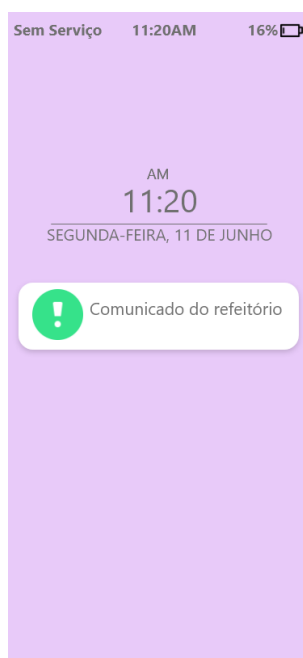 Sem Serviço 11:20AM 16%
AM
11:20
SEGUNDA-FEIRA, 11 DE JUNHO
Comunicado do refeitório